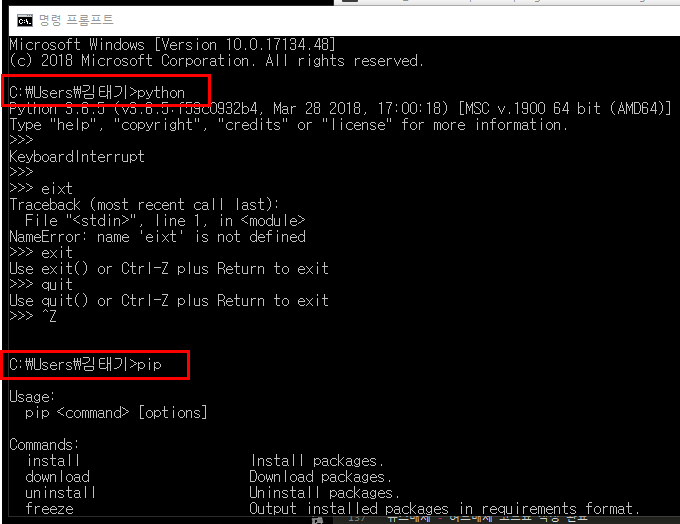 명령 프롬프트
Microsoft Windows [Version 10.0.17134.48]
(c) 2018 Microsoft Corporation. All rights reserved.
C:\Users\김태기>python
Python 3.6.5 (v3.6.5:f59c0932b4, Mar 28 2018, 17:00:18) [MSC v.1900 64 bit (AMD64)]
Type "help", "copyright", "credits" or "license" for more information.
>>>
KeyboardInterrupt
>>>
>>> eixt
Traceback (most recent call last):
  File "<stdin>", line 1, in <module>
NameError: name 'eixt' is not defined
>>> exit
Use exit() or Ctrl-Z plus Return to exit
>>> quit
Use quit() or Ctrl-Z plus Return to exit
>>> ^Z
C:\Users\김태기>pip
Usage:
  pip <command> [options]
Commands:
  install                     Install packages.
  download                    Download packages.
  uninstall                   Uninstall packages.
  freeze                      Output installed packages in requirements format.